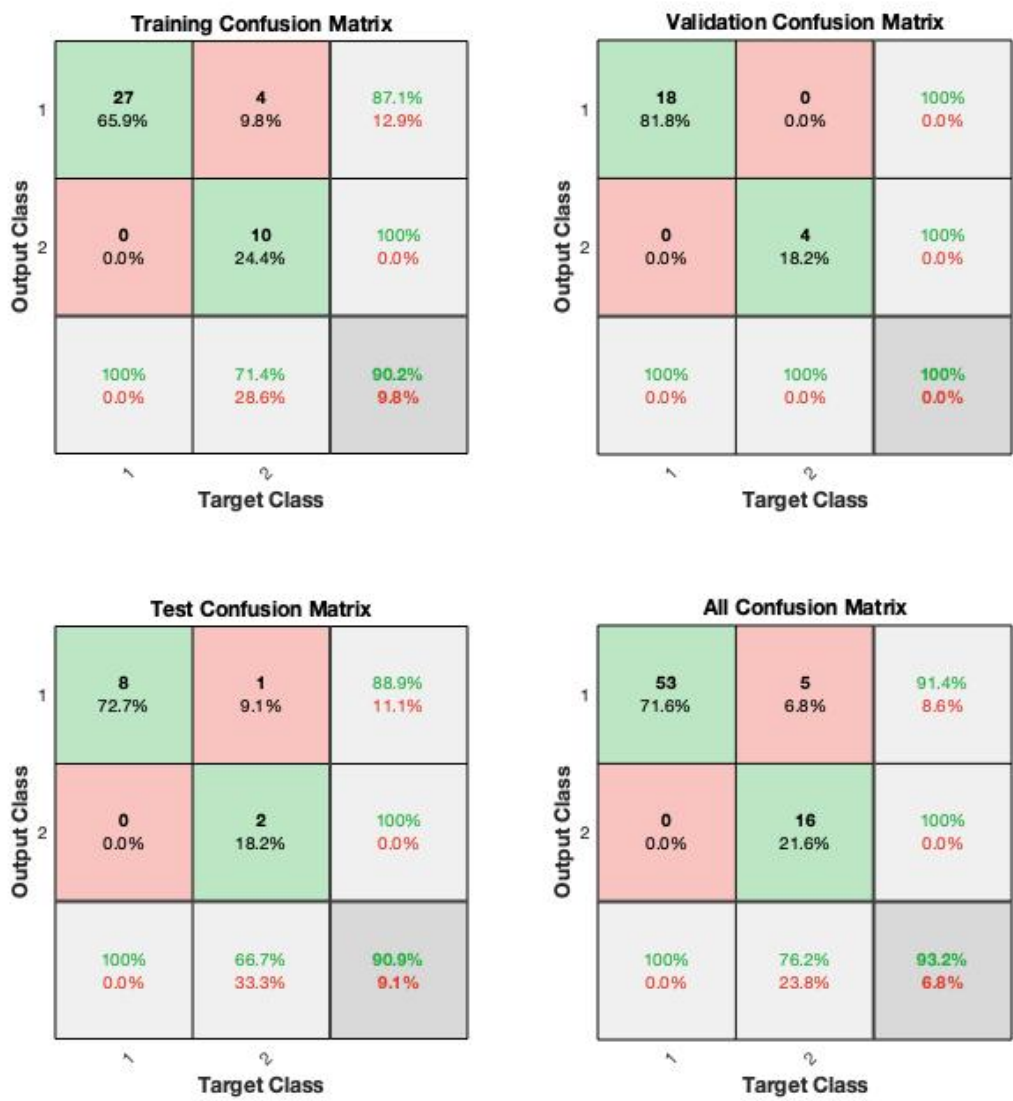 Training Confusion Matrix
1
27 4 87.1%
65.9% 9.8% 12.9%
2
0 10 100%
0.0% 24.4% 0.0%
100% 71.4% 90.2%
0.0% 28.6% 9.8%
1 2
Target Class
Output Class
Validation Confusion Matrix
1
18 0 100%
81.8% 0.0% 0.0%
2
0 4 100%
0.0% 18.2% 0.0%
100% 100% 100%
0.0% 0.0% 0.0%
1 2
Target Class
Output Class
Test Confusion Matrix
1
8 1 88.9%
72.7% 9.1% 11.1%
2
0 2 100%
0.0% 18.2% 0.0%
100% 66.7% 90.9%
0.0% 33.3% 9.1%
1 2
Target Class
Output Class
All Confusion Matrix
1
53 5 91.4%
71.6% 6.8% 8.6%
2
0 16 100%
0.0% 21.6% 0.0%
100% 76.2% 93.2%
0.0% 23.8% 6.8%
1 2
Target Class
Output Class